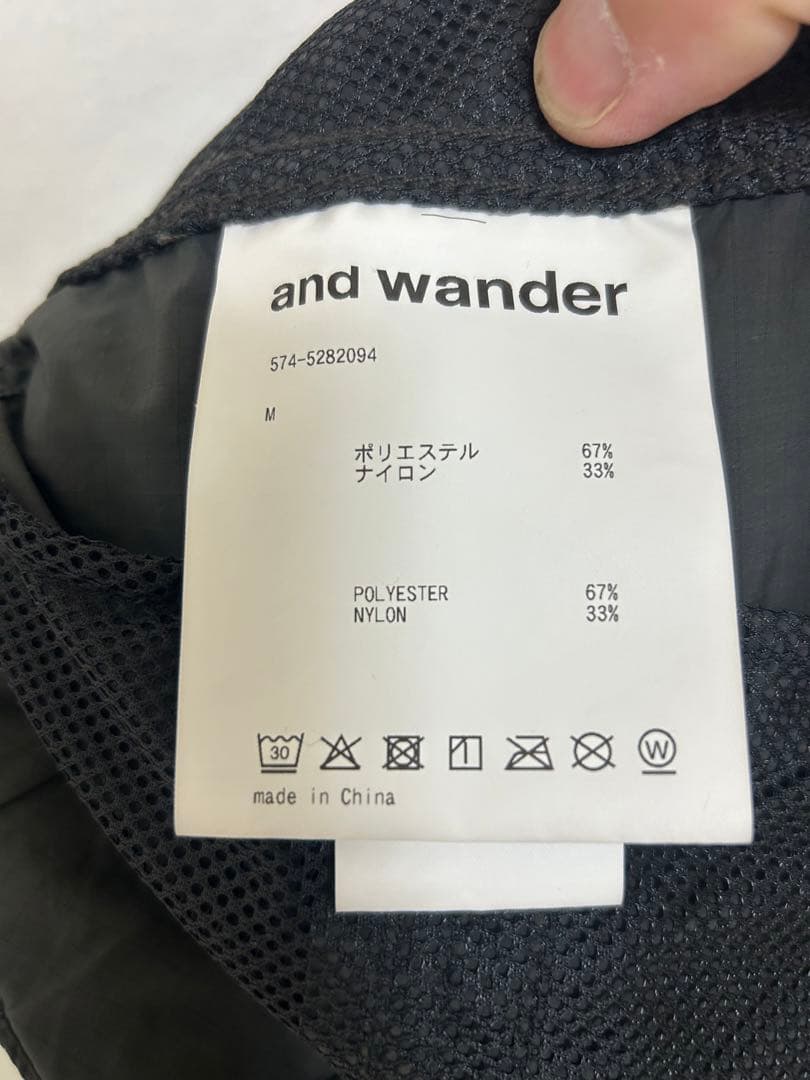 and wander
574-5282094
M
ポリエステル 67%
ナイロン 33%
POLYESTER 67%
NYLON 33%
30
W
made in China